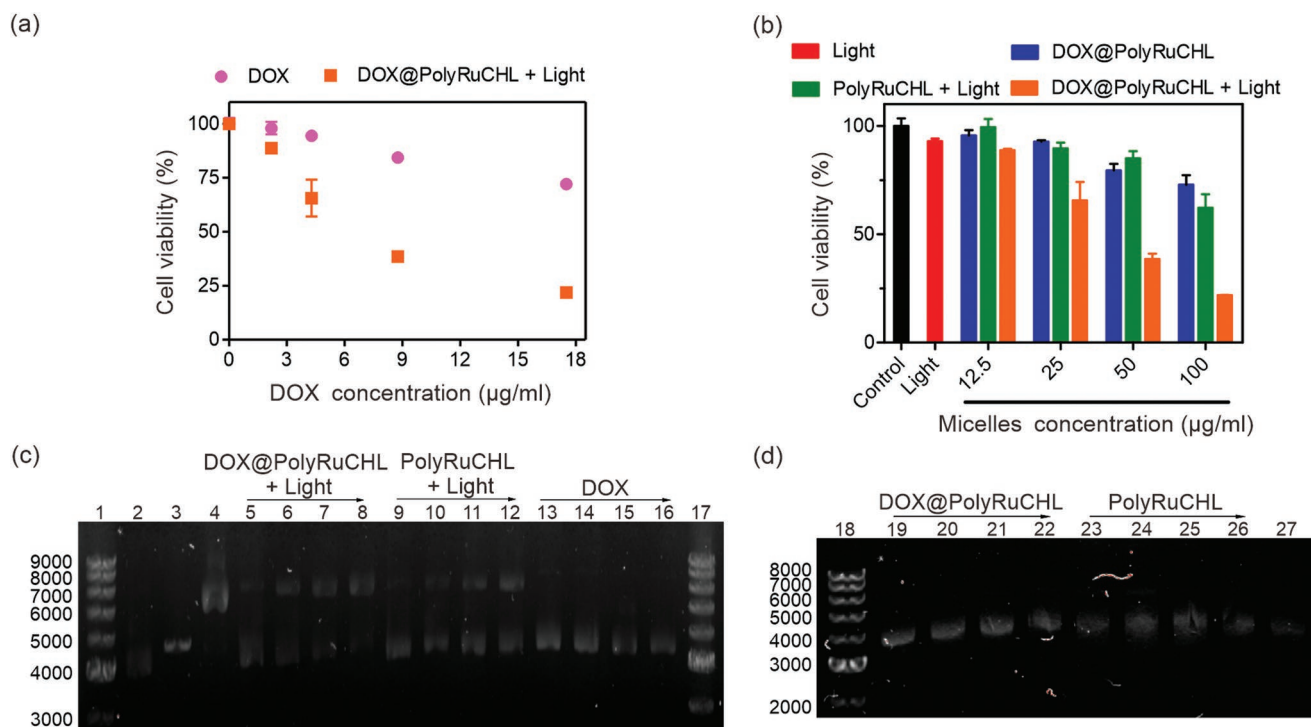 (a)
DOX DOX@PolyRuCHL + Light
100
75
50
25
0
Cell viability (%)
0 3 6 9 12 15 18
DOX concentration (μg/ml)
(b)
Light DOX@PolyRuCHL
PolyRuCHL + Light DOX@PolyRuCHL + Light
100
50
0
Cell viability (%)
Control Light 12.5 25 50 100
Micelles concentration (μg/ml)
(c)
DOX@PolyRuCHL PolyRuCHL
+ Light + Light DOX
1 2 3 4 5 6 7 8 9 10 11 12 13 14 15 16 17
9000
8000
7000
6000
5000
4000
3000
(d)
DOX@PolyRuCHL PolyRuCHL
18 19 20 21 22 23 24 25 26 27
8000
7000
6000
5000
4000
3000
2000